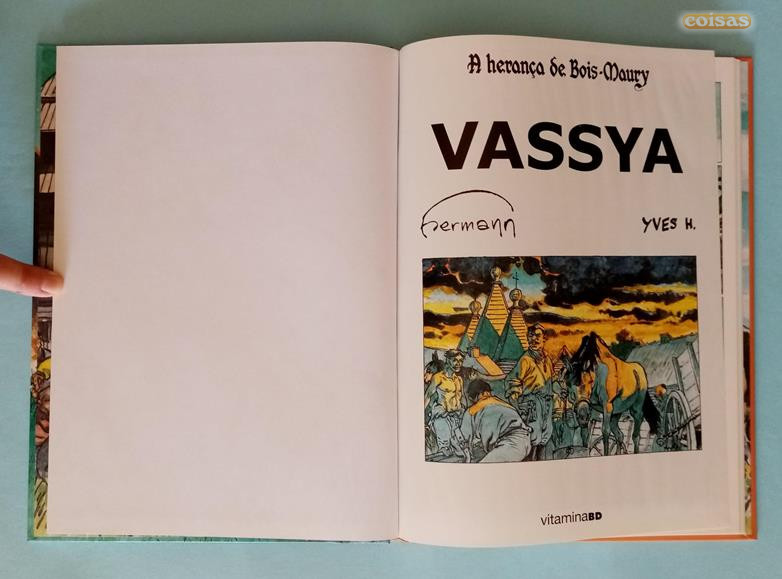 coisas
A herança de Bois-Maury
VASSYA
hermann
YVES H.
vitaminaBD